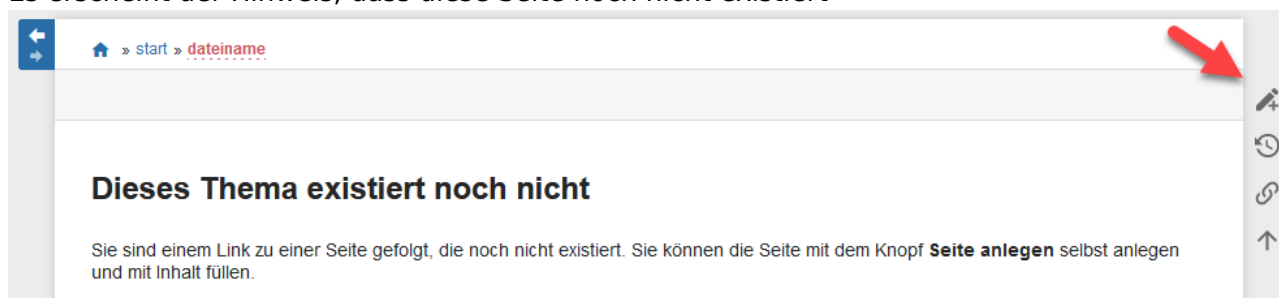 Es erscheint der Hinweis, dass diese Seite noch nicht existiert
» start » dateiname
Dieses Thema existiert noch nicht
Sie sind einem Link zu einer Seite gefolgt, die noch nicht existiert. Sie können die Seite mit dem Knopf Seite anlegen selbst anlegen
und mit Inhalt füllen.